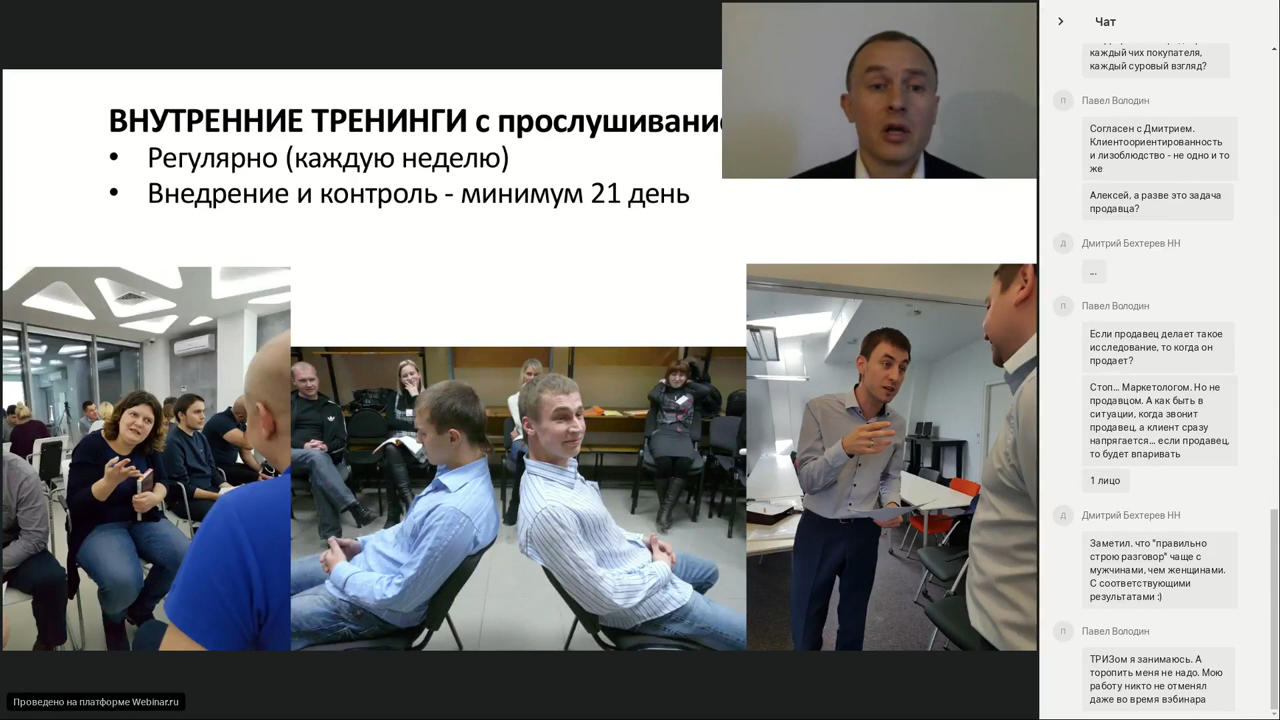 ВНУТРЕННИЕ ТРЕНИНГИ с прослушивание
• Регулярно (каждую неделю)
• Внедрение и контроль - минимум 21 день
Проведено на платформе Webinar.ru
Чат
каждый чих покупателя,
каждый суровый взгляд?
П
Павел Володин
Согласен с Дмитрием.
Клиентоориентированность
и лизоблюдство - не одно и то
же
Алексей, а разве это задача
продавца?
Д
Дмитрий Бехтерев НН
...
П
Павел Володин
Если продавец делает такое
исследование, то когда он
продает?
Стоп... Маркетологом. Но не
продавцом. А как быть в
ситуации, когда звонит
продавец, а клиент сразу
напрягается... если продавец,
то будет впаривать
1 лицо
Д
Дмитрий Бехтерев НН
Заметил. что "правильно
строю разговор" чаще с
мужчинами, чем женщинами.
С соответствующими
результатами :)
П
Павел Володин
ТРИЗом я занимаюсь. А
торопить меня не надо. Мою
работу никто не отменял
даже во время вэбинара